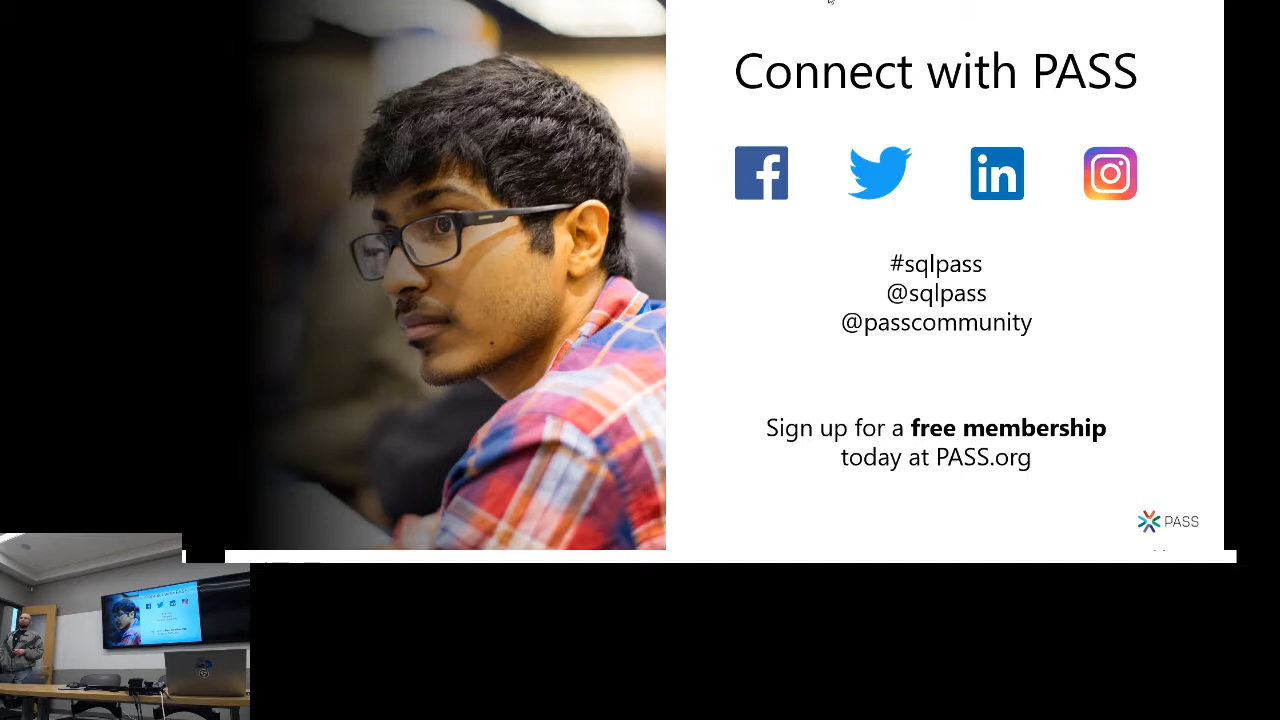 Connect with PASS
#sqlpass
@sqlpass
@passcommunity
Sign up for a free membership
today at PASS.org
PASS